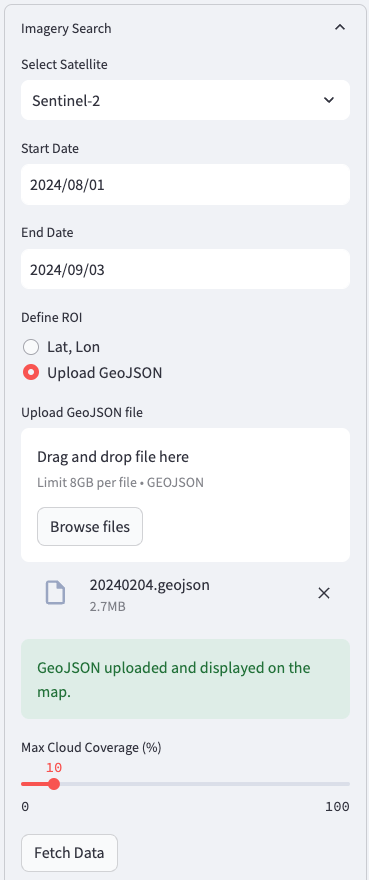 Imagery Search
Select Satellite
Sentinel-2
Start Date
2024/08/01
End Date
2024/09/03
Define ROI
Lat, Lon
Upload GeoJSON
Upload GeoJSON file
Drag and drop file here
Limit 8GB per file • GEOJSON
Browse files
20240204.geojson
2.7MB
GeoJSON uploaded and displayed on the
map.
Max Cloud Coverage (%)
10
0 100
Fetch Data